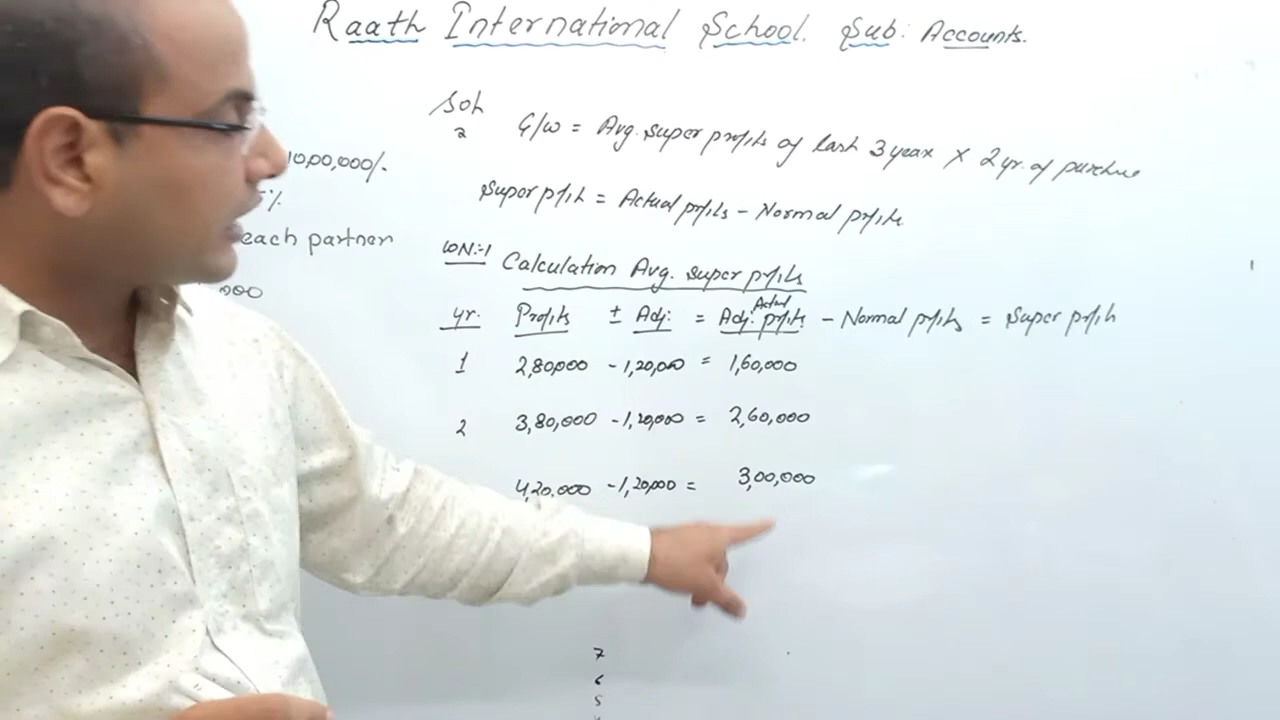 Raath International School. Sub: Accounts.
Sol
2 G/w = Avg. super profits of last 3 year × 2 yr. of purchase
10,00,000/-
%
Super profit = Actual profits - Normal profits
each partner
W.N:-1 Calculation Avg. super profits
000
Actual
yr. Profits ± Adj: = Adj. profits - Normal profits = Super profit
1 2,80,000 - 1,20,000 = 1,60,000
2 3,80,000 - 1,20,000 = 2,60,000
4,20,000 - 1,20,000 = 3,00,000
7
6
5